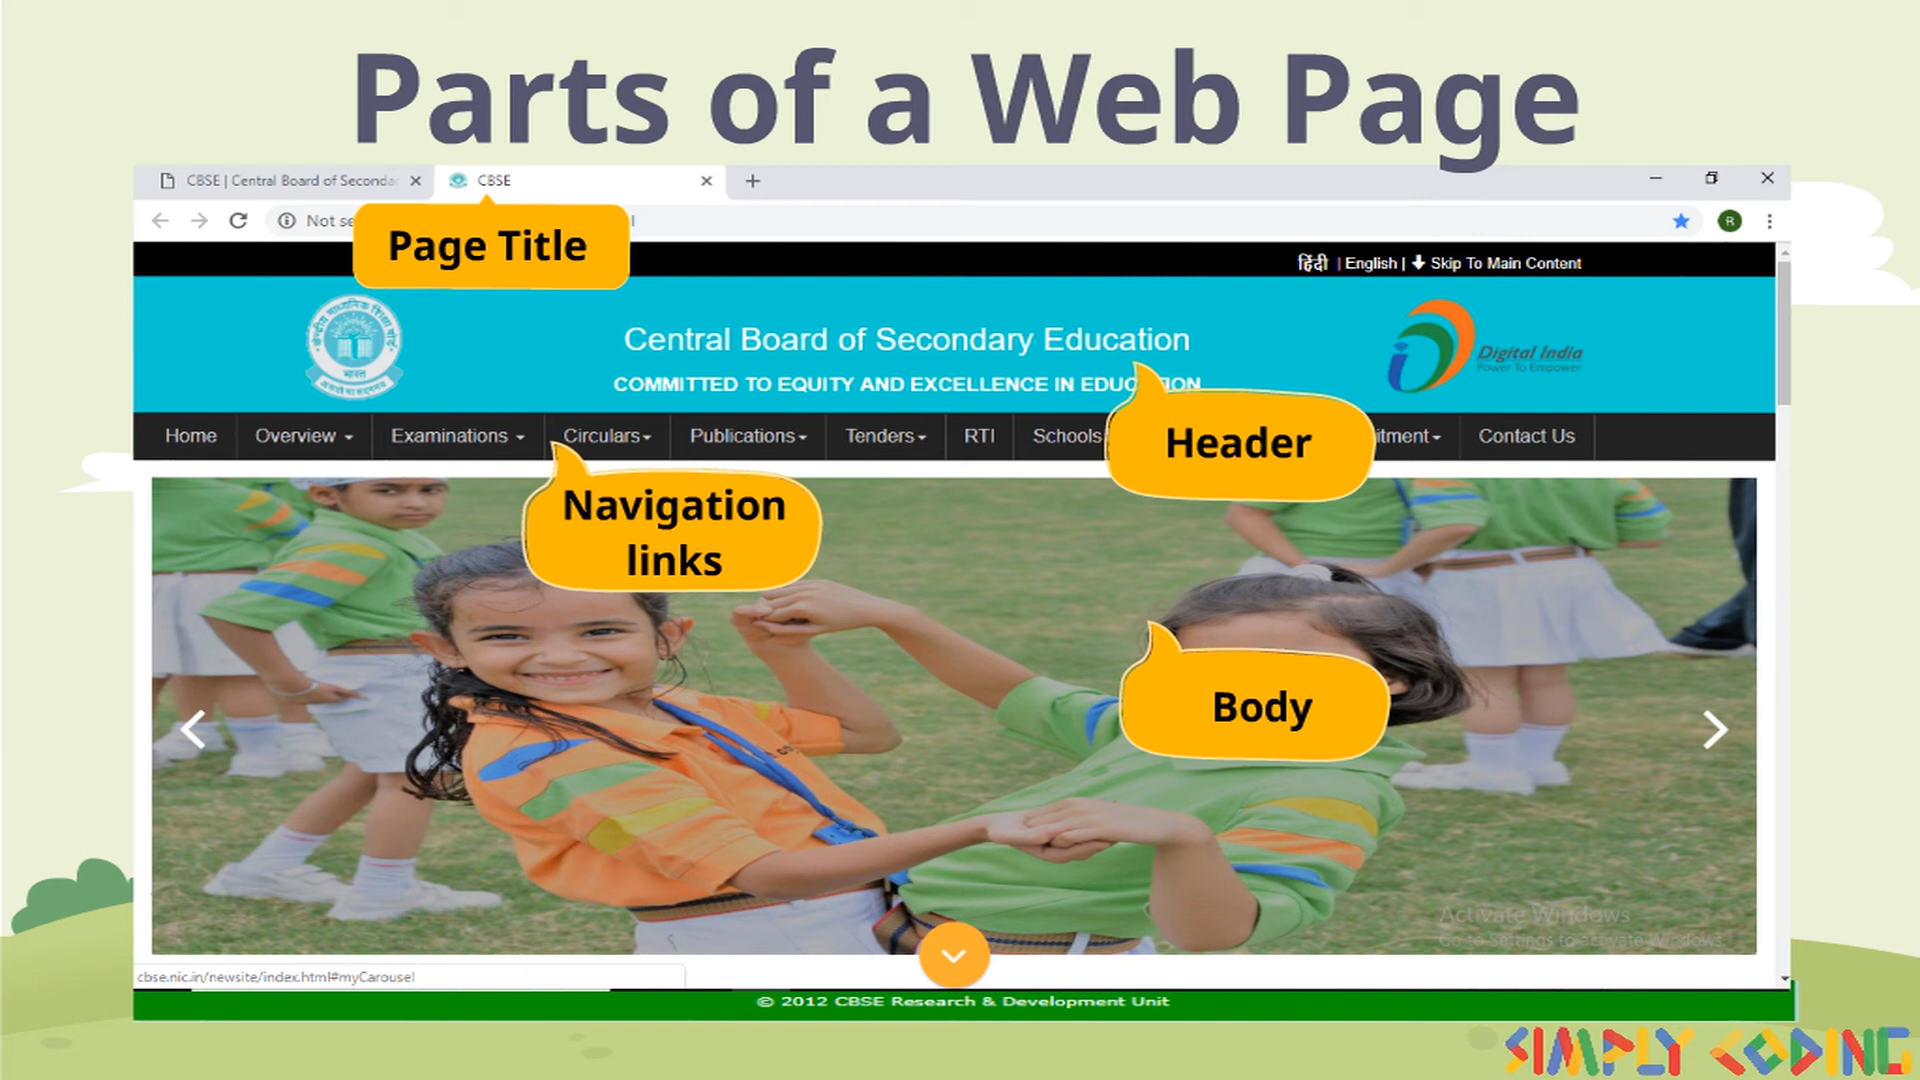 Parts of a Web Page
CBSE | Central Board of Seconda
CBSE
Not se
Page Title
R
हिंदी | English | Skip To Main Content
Central Board of Secondary Education
COMMITTED TO EQUITY AND EXCELLENCE IN
Digital India
Power To Empower
भारत
Home Overview Examinations Circulars Publications Tenders RTI Schools itment Contact Us
Header
Navigation
links
Body
Activate Windows
Go to Settings to activate Windows.
cbse.nic.in/newsite/index.html#myCarousel
© 2012 CBSE Research & Development Unit
SIMPLY CODING